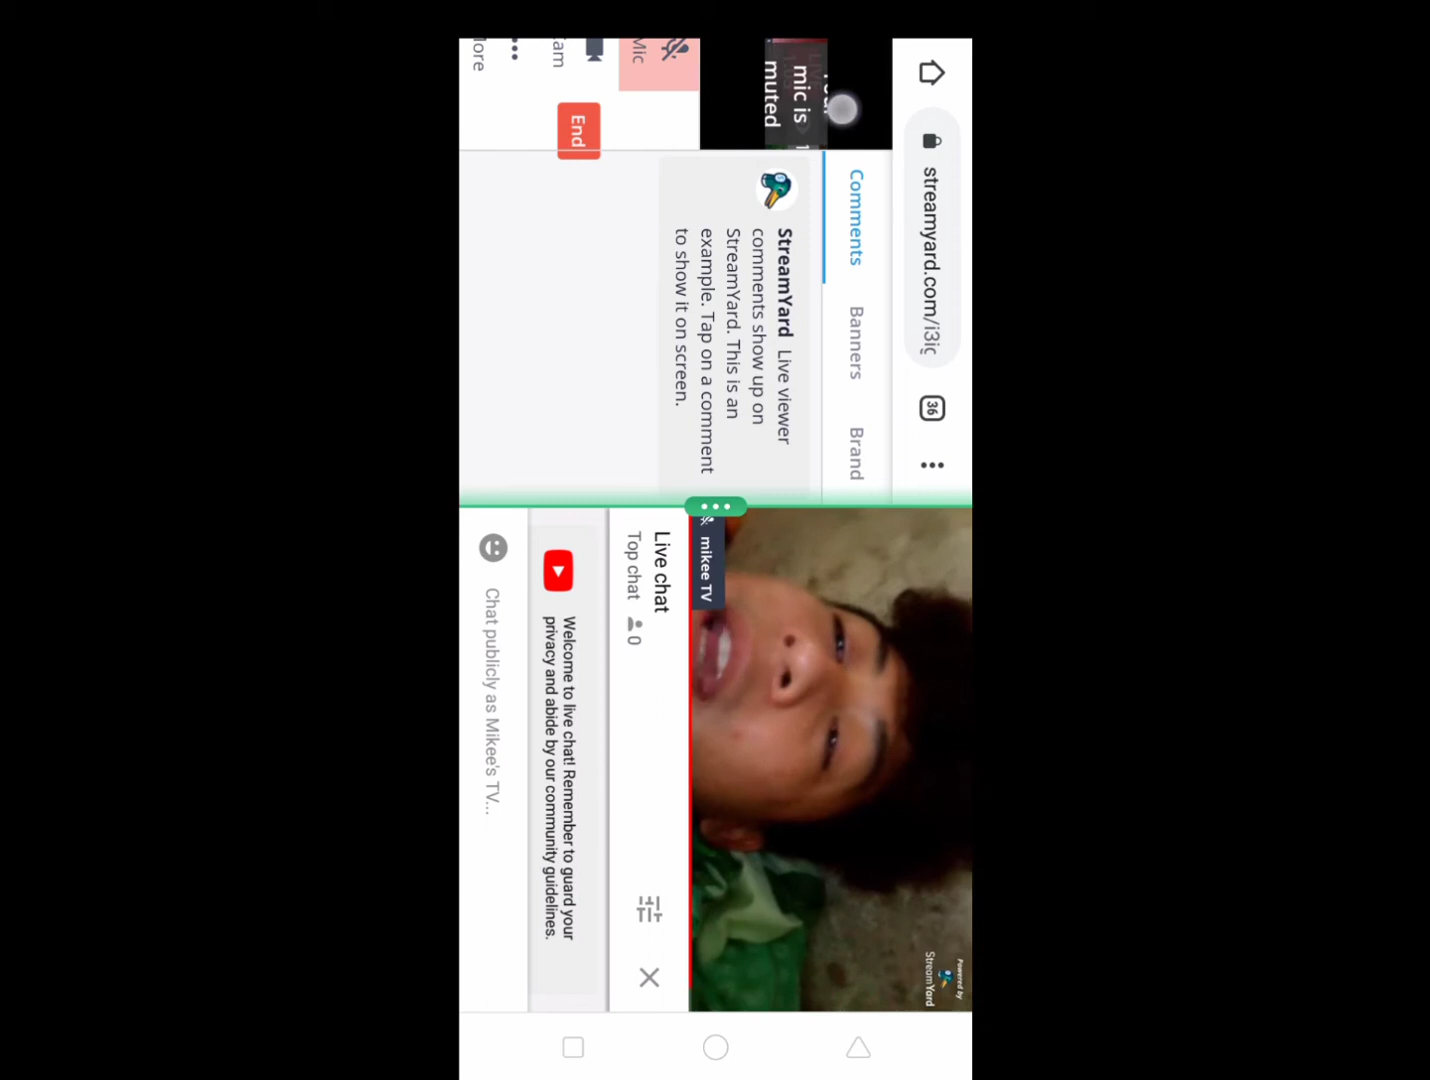 streamyard.com/i3ig
36
Comments Banners Brand
mic is
muted
StreamYard Live viewer
comments show up on
StreamYard. This is an
example. Tap on a comment
to show it on screen.
Mic
End
Powered by
StreamYard
mikee TV
Live chat
Top chat 0
Welcome to live chat! Remember to guard your
privacy and abide by our community guidelines.
Chat publicly as Mikee's TV...